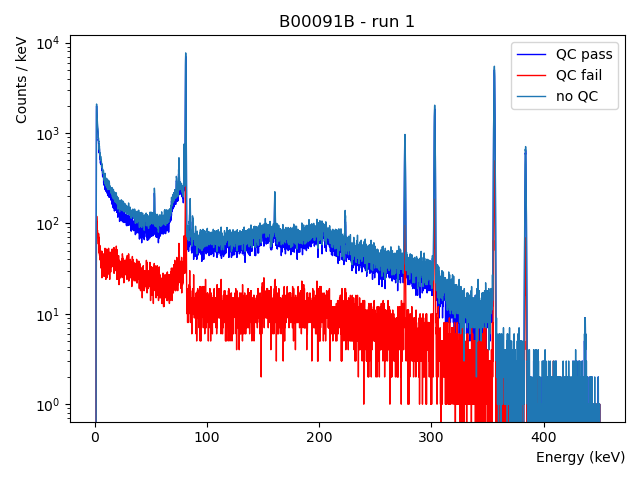 B00091B - run 1
Counts / keV
10⁴
10³
10²
10¹
10⁰
QC pass
QC fail
no QC
0 100 200 300 400
Energy (keV)